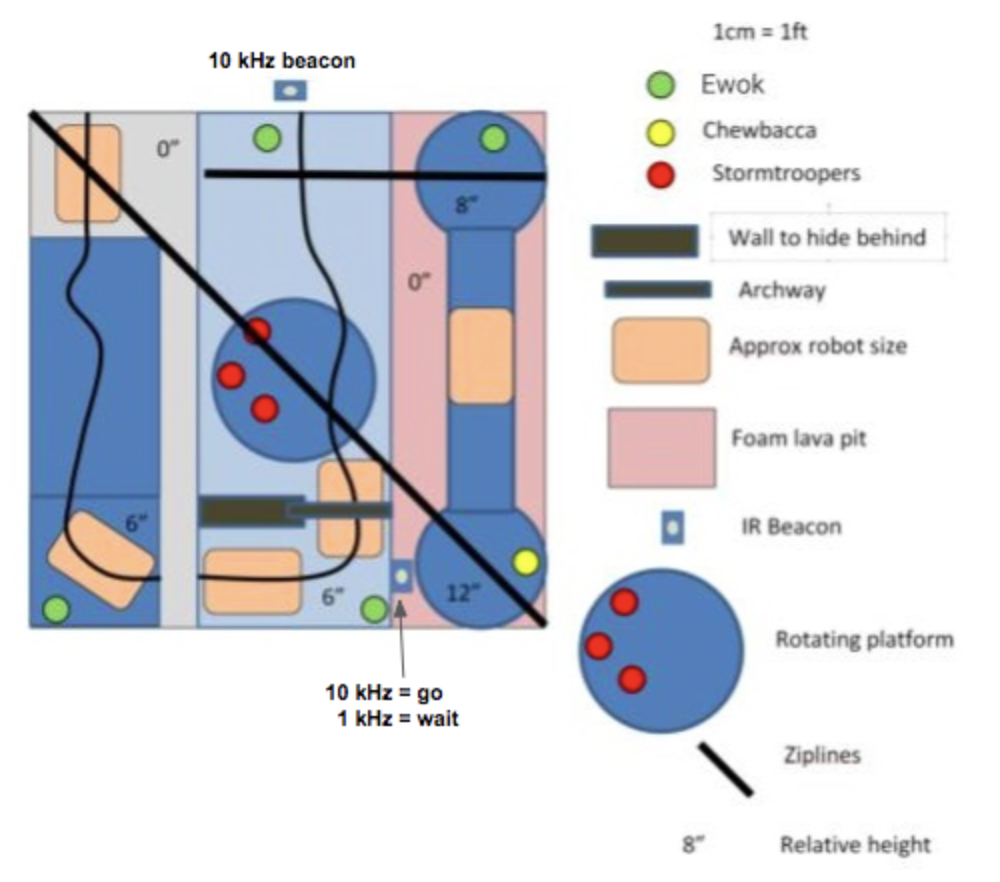 1cm = 1ft
10 kHz beacon
Ewok
Chewbacca
0”
Stormtroopers
8”
Wall to hide behind
0”
Archway
Approx robot size
Foam lava pit
6”
IR Beacon
6”
12”
Rotating platform
10 kHz = go
1 kHz = wait
Ziplines
8”
Relative height